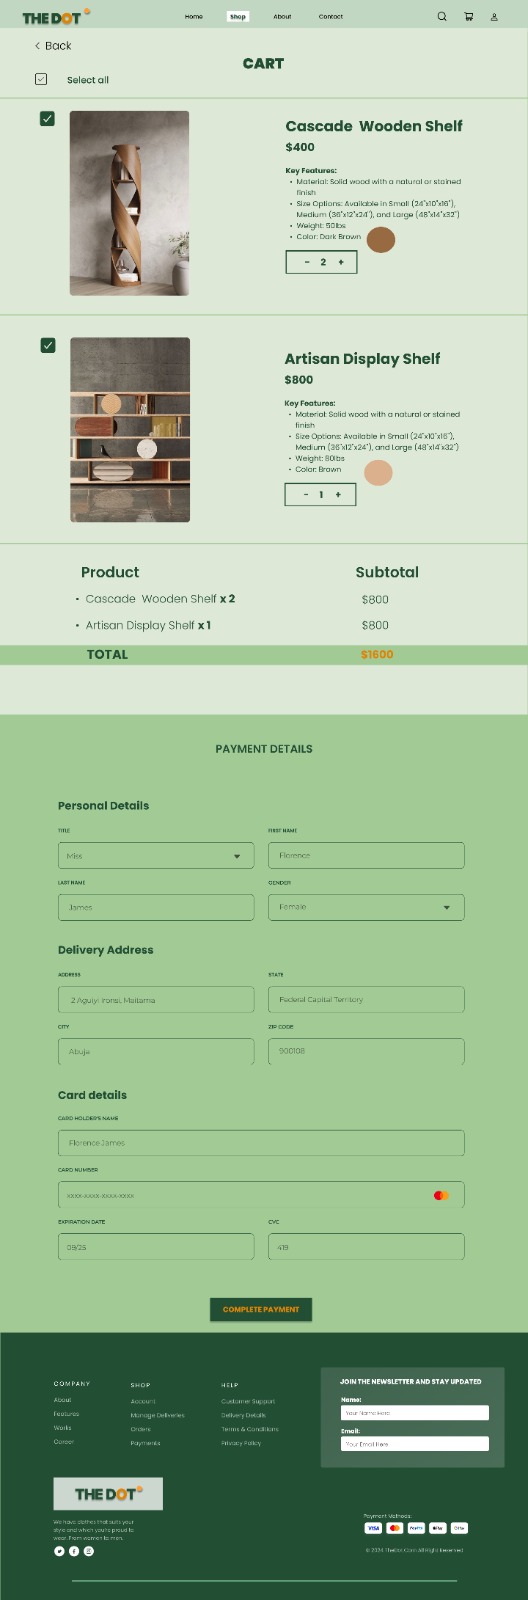 THE DOT
Home
Shop
About
Contact
Back
CART
Select all
Cascade Wooden Shelf
$400
Key Features:
• Material: Solid wood with a natural or stained
finish
• Size Options: Available in Small (24"x10"x16"),
Medium (36"x12"x24"), and Large (48"x14"x32")
• Weight: 50lbs
• Color: Dark Brown
- 2 +
Artisan Display Shelf
$800
Key Features:
• Material: Solid wood with a natural or stained
finish
• Size Options: Available in Small (24"x10"x16"),
Medium (36"x12"x24"), and Large (48"x14"x32")
• Weight: 80lbs
• Color: Brown
- 1 +
Product
Subtotal
• Cascade Wooden Shelf x 2
$800
• Artisan Display Shelf x 1
$800
TOTAL
$1600
PAYMENT DETAILS
Personal Details
TITLE
FIRST NAME
Miss
Florence
LAST NAME
GENDER
James
Female
Delivery Address
ADDRESS
STATE
2 Aguiyi Ironsi, Maitama
Federal Capital Territory
CITY
ZIP CODE
Abuja
900108
Card details
CARD HOLDER'S NAME
Florence James
CARD NUMBER
xxxx-xxxx-xxxx-xxxx
EXPIRATION DATE
CVC
09/25
419
COMPLETE PAYMENT
COMPANY
About
Features
Works
Career
SHOP
Account
Manage Deliveries
Orders
Payments
HELP
Customer Support
Delivery Details
Terms & Conditions
Privacy Policy
JOIN THE NEWSLETTER AND STAY UPDATED
Name:
Your Name Here
Email:
Your Email Here
THE DOT
We have clothes that suits your
style and which you're proud to
wear. From women to men.
Payment Methods:
VISA
PayPal
Pay
G Pay
© 2024 TheDot.Com All Right Reserved